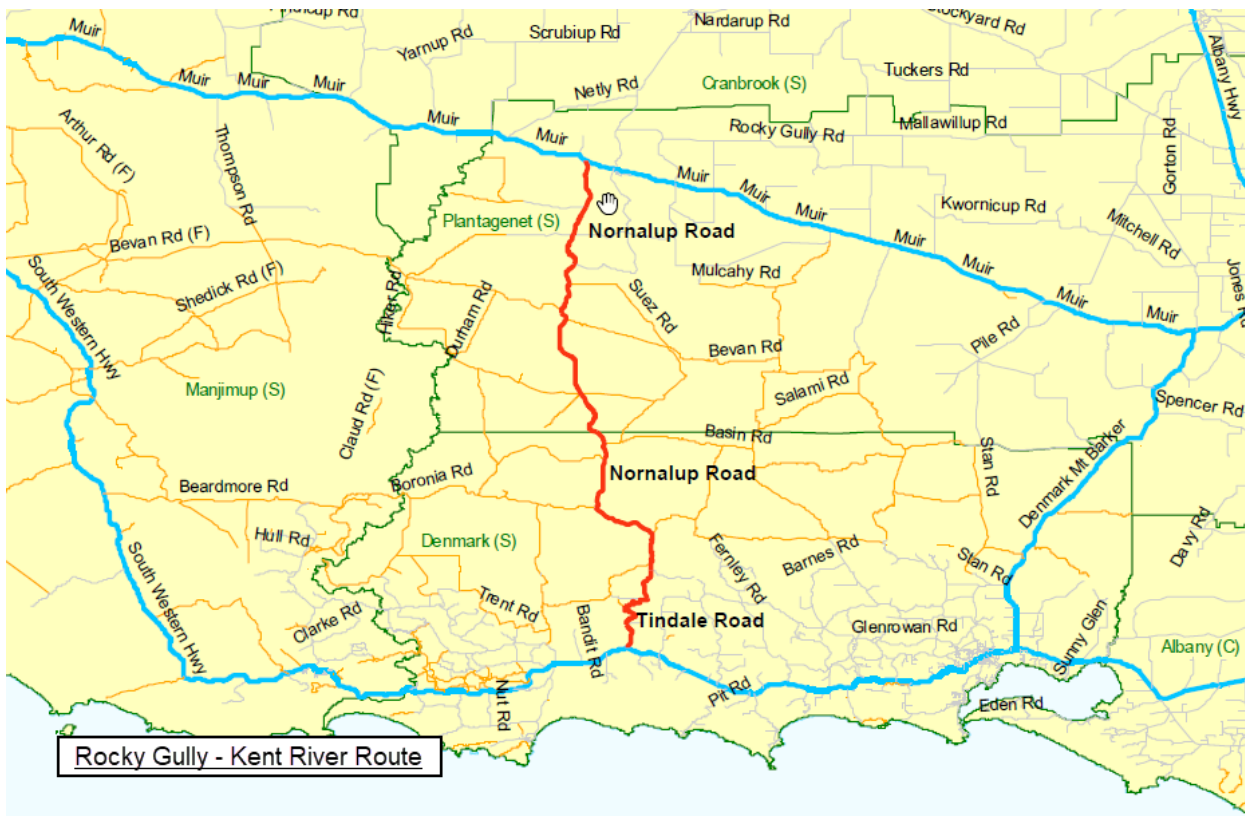 Stockyard Rd
Nardarup Rd
Muir
Scrubiup Rd
Yarnup Rd
Albany Hwy
Tuckers Rd
Muir
Muir
Muir
Netly Rd
Cranbrook (S)
Arthur Rd (F)
Thompson Rd
Muir
Muir
Rocky Gully Rd
Mallawillup Rd
Gorton Rd
Muir
Muir
Muir
Kwornicup Rd
Plantagenet (S)
Nornalup Road
Muir
Mitchell Rd
Bevan Rd (F)
Muir
Mulcahy Rd
South Western Hwy
Shedick Rd (F)
Hiker Rd
Durham Rd
Suez Rd
Muir
Jones Rd
Pile Rd
Muir
Bevan Rd
Manjimup (S)
Salami Rd
Claud Rd (F)
Spencer Rd
Basin Rd
Stan Rd
Denmark Mt Barker
Nornalup Road
Boronia Rd
Beardmore Rd
Hull Rd
Denmark (S)
Fernley Rd
Barnes Rd
Davy Rd
Stan Rd
South Western Hwy
Trent Rd
Bandit Rd
Tindale Road
Clarke Rd
Glenrowan Rd
Sunny Glen
Albany (C)
Nut Rd
Pit Rd
Eden Rd
Rocky Gully - Kent River Route